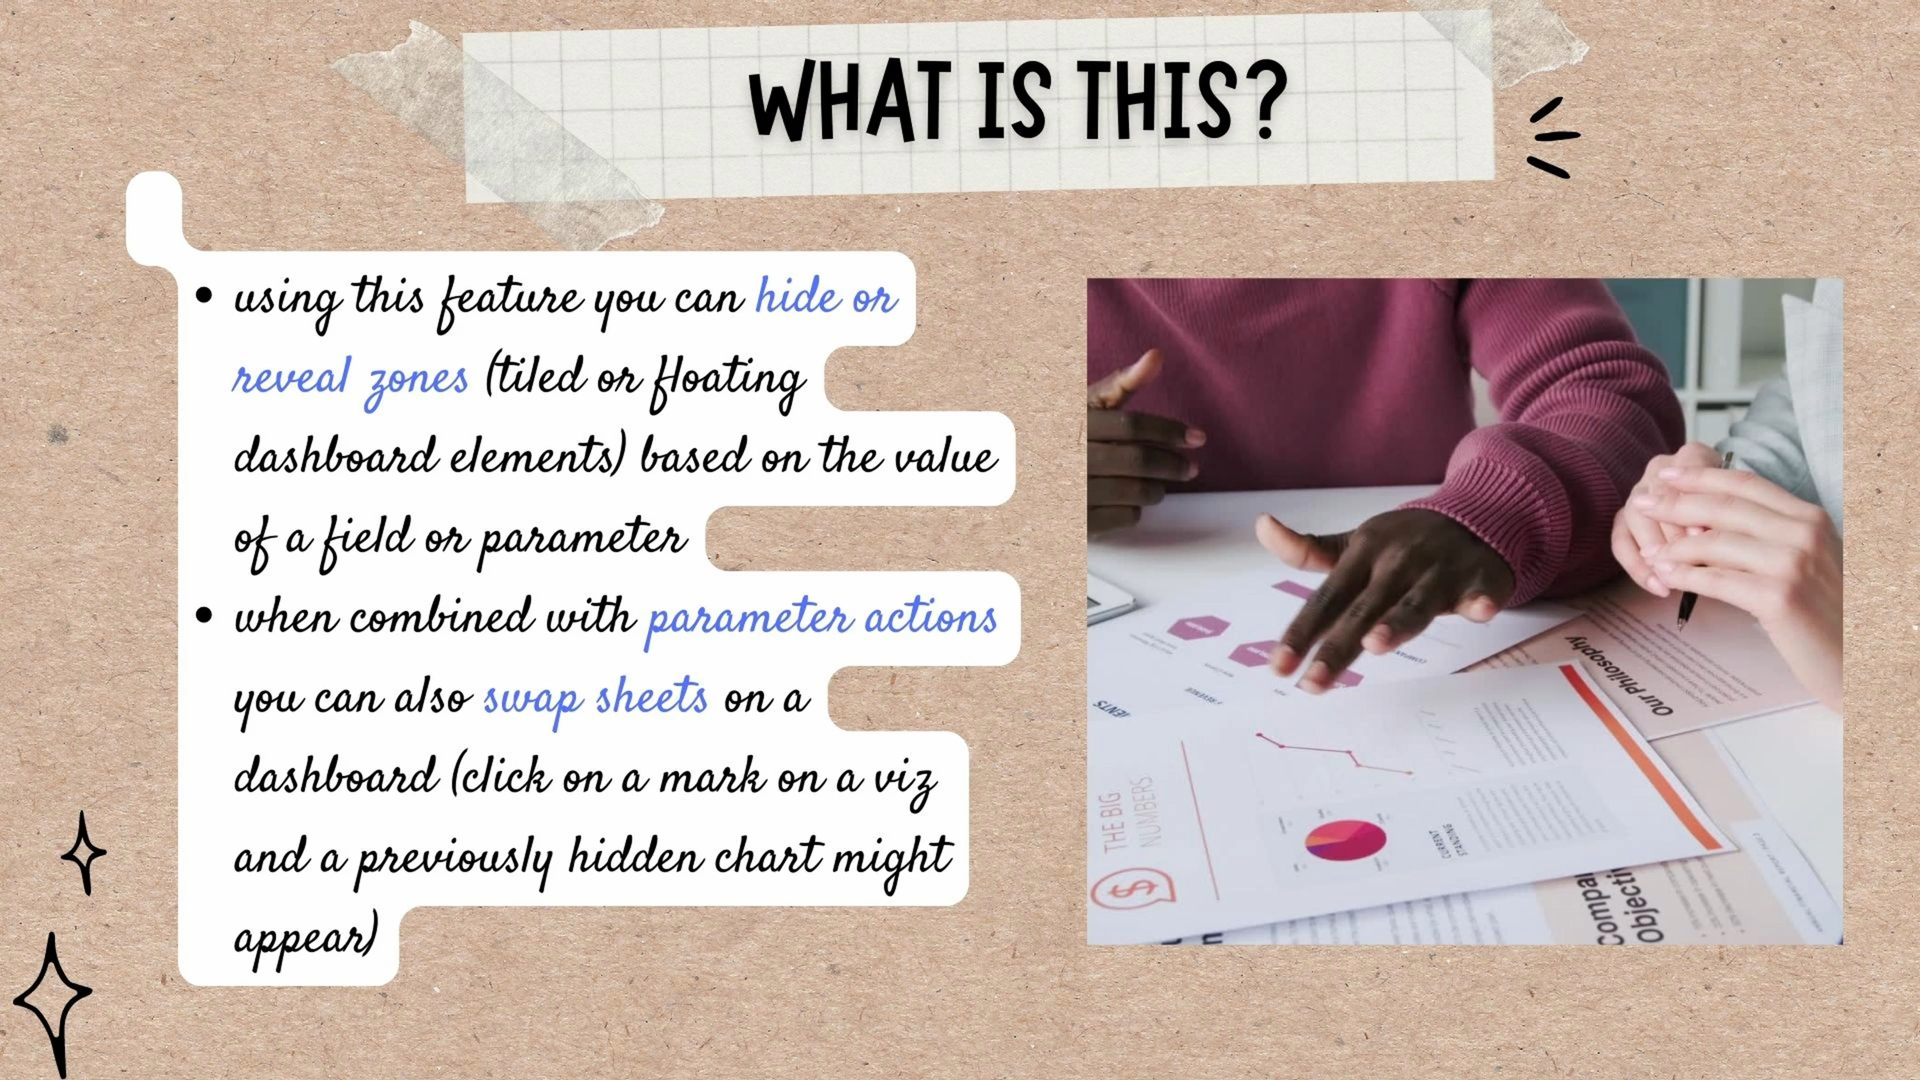 WHAT IS THIS?
• using this feature you can hide or
reveal zones (tiled or floating
dashboard elements) based on the value
of a field or parameter
• when combined with parameter actions
you can also swap sheets on a
dashboard (click on a mark on a viz
and a previously hidden chart might
appear)
Our Philosophy
THE BIG
NUMBERS
CURRENT
STANDING